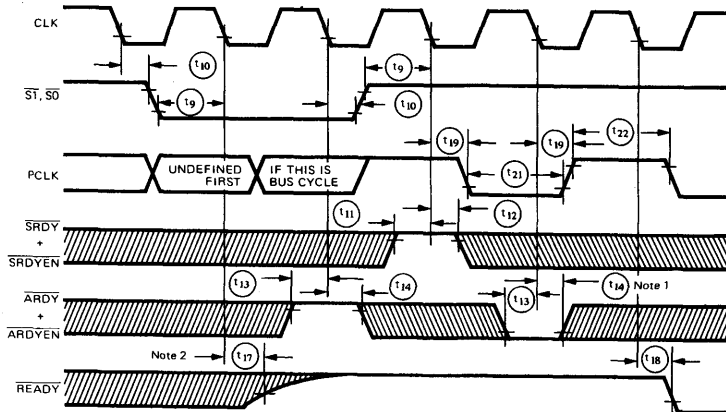 CLK
t10
t9
S1, S0
t9
t10
t19
t19
t22
PCLK
UNDEFINED
FIRST
IF THIS IS
BUS CYCLE
t21
SRDY
+
SRDYEN
t11
t12
t13
t14
t13
t14 Note 1
ARDY
+
ARDYEN
Note 2
t17
t18
READY